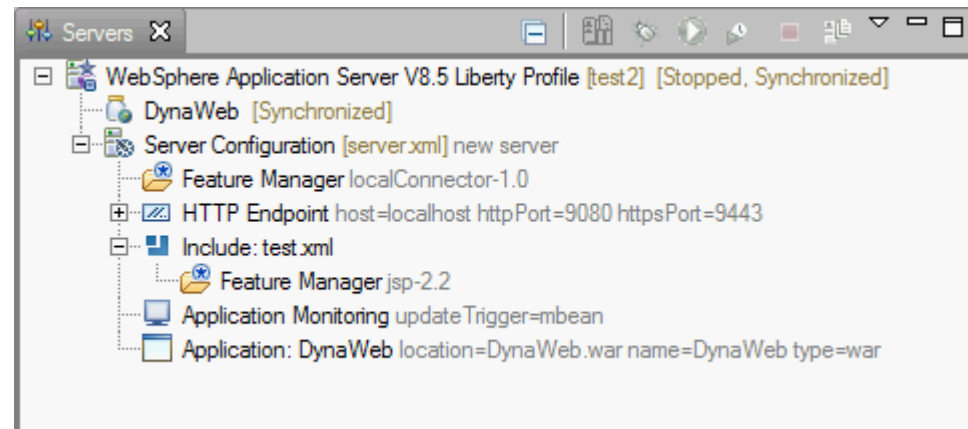 Servers
WebSphere Application Server V8.5 Liberty Profile [test2] [Stopped, Synchronized]
DynaWeb [Synchronized]
Server Configuration [server.xml] new server
Feature Manager localConnector-1.0
HTTP Endpoint host=localhost httpPort=9080 httpsPort=9443
Include: test.xml
Feature Manager jsp-2.2
Application Monitoring updateTrigger=mbean
Application: DynaWeb location=DynaWeb.war name=DynaWeb type=war